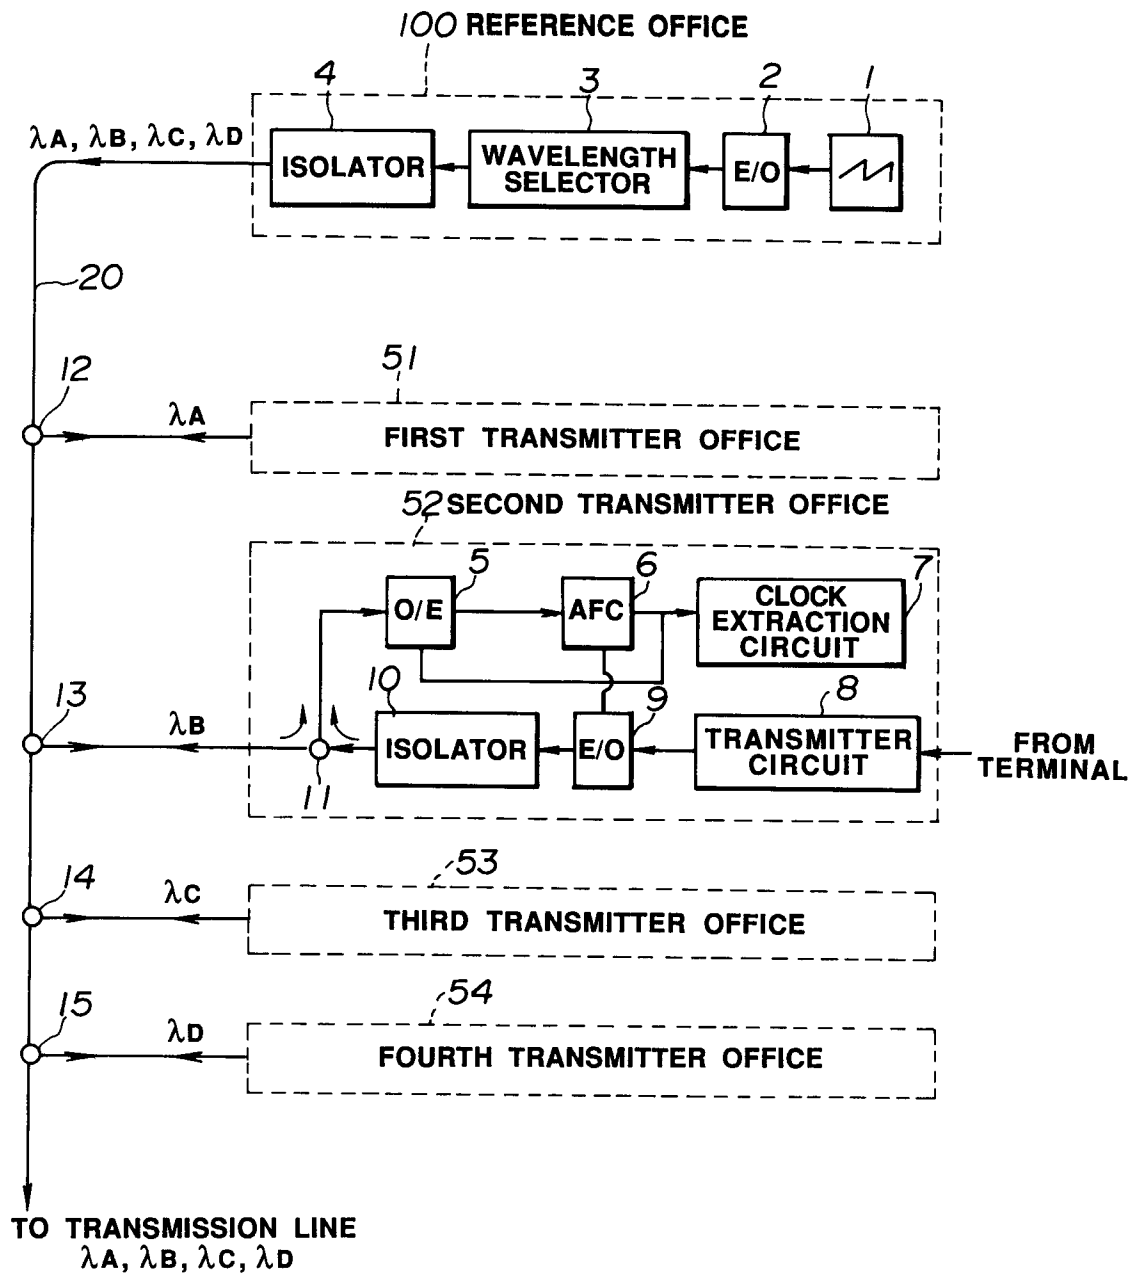 100 REFERENCE OFFICE
4 3 2 1
λA, λB, λC, λD
ISOLATOR
WAVELENGTH
SELECTOR
E/O
20
51
12
λA
FIRST TRANSMITTER OFFICE
52 SECOND TRANSMITTER OFFICE
5 6 7
O/E
AFC
CLOCK
EXTRACTION
CIRCUIT
10 9 8
13
λB
ISOLATOR
E/O
TRANSMITTER
CIRCUIT
FROM
TERMINAL
11
53
14
λC
THIRD TRANSMITTER OFFICE
54
15
λD
FOURTH TRANSMITTER OFFICE
TO TRANSMISSION LINE
λA, λB, λC, λD